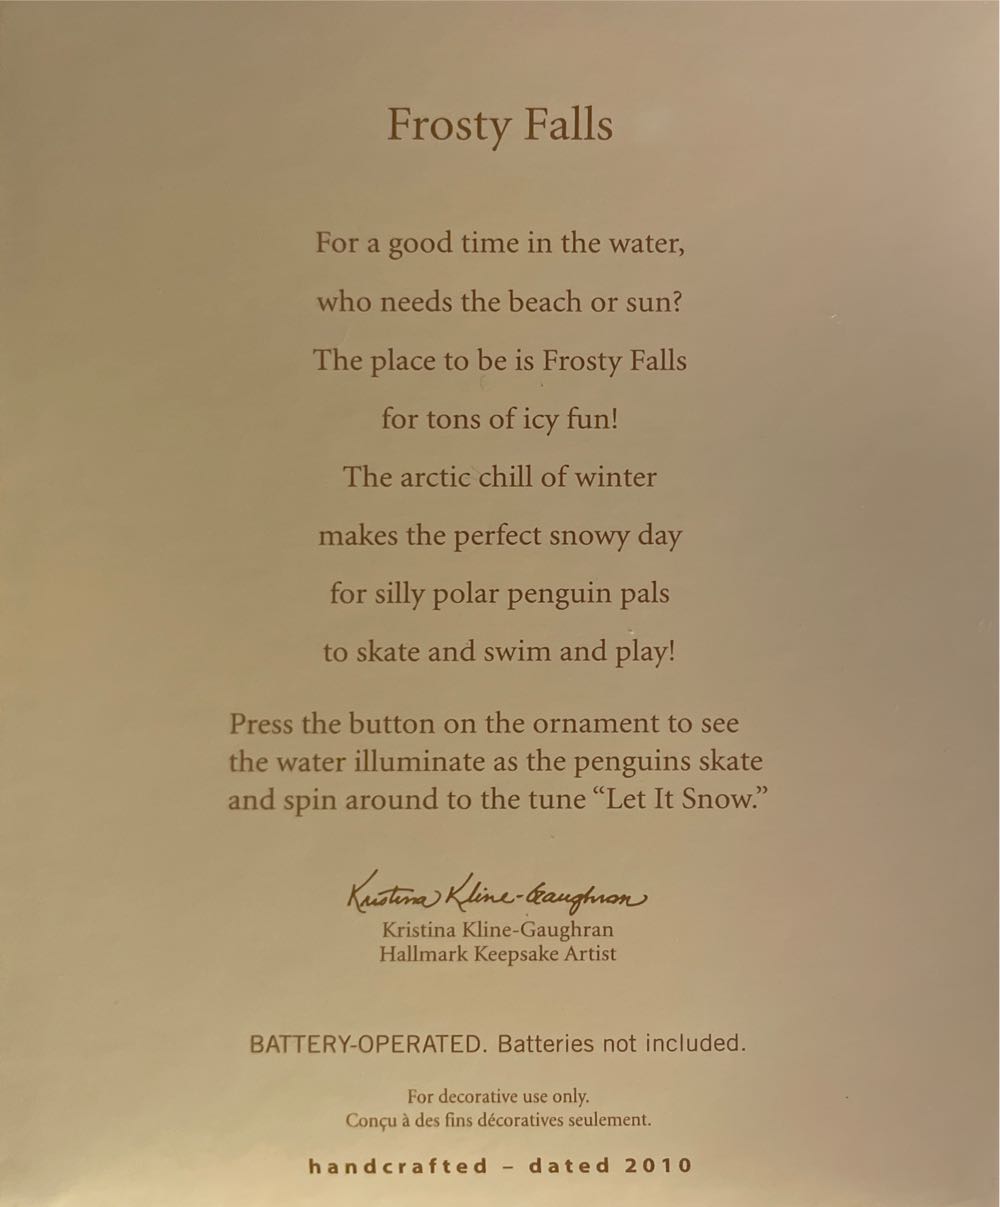 Frosty Falls
For a good time in the water,
who needs the beach or sun?
The place to be is Frosty Falls
for tons of icy fun!
The arctic chill of winter
makes the perfect snowy day
for silly polar penguin pals
to skate and swim and play!
Press the button on the ornament to see
the water illuminate as the penguins skate
and spin around to the tune “Let It Snow.”
Kristina Kline-Gaughran
Kristina Kline-Gaughran
Hallmark Keepsake Artist
BATTERY-OPERATED. Batteries not included.
For decorative use only.
Conçu à des fins décoratives seulement.
handcrafted – dated 2010